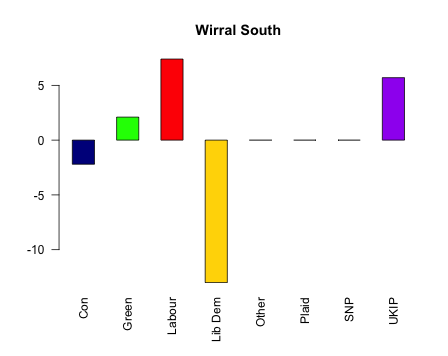 Wirral South
5
0
-5
-10
Con
Green
Labour
Lib Dem
Other
Plaid
SNP
UKIP